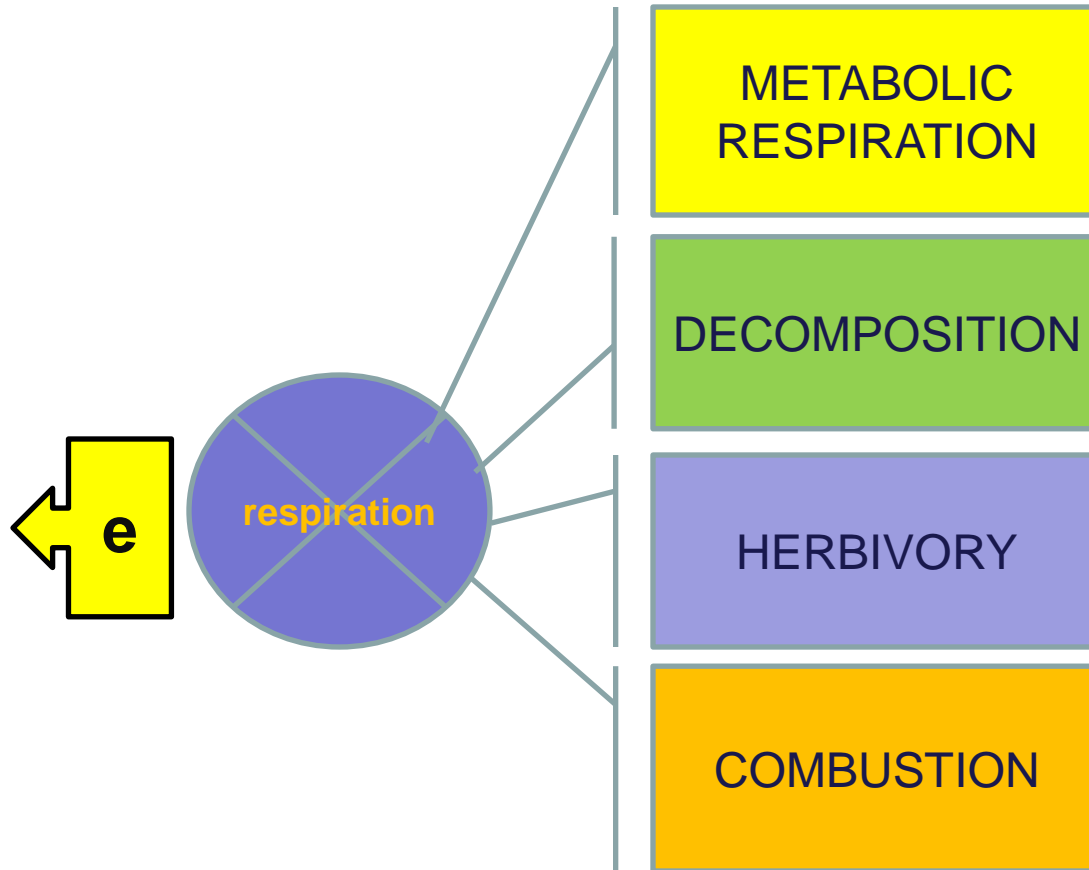 METABOLIC
RESPIRATION
DECOMPOSITION
respiration
e
HERBIVORY
COMBUSTION